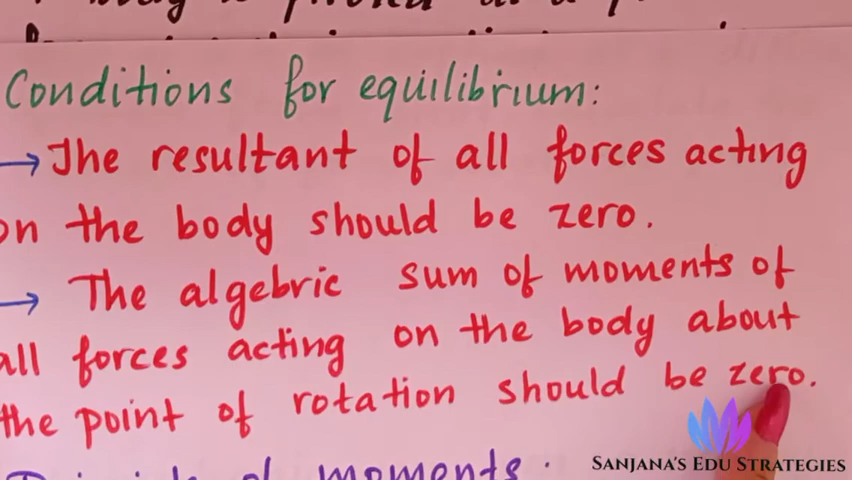 Conditions for equilibrium:
→ The resultant of all forces acting
on the body should be zero.
→ The algebric sum of moments of
all forces acting on the body about
the point of rotation should be zero.
of moments.
SANJANA'S EDU STRATEGIES